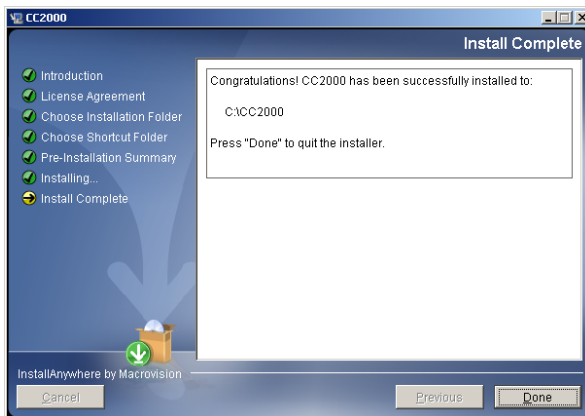 CC2000
Install Complete
Introduction
License Agreement
Choose Installation Folder
Choose Shortcut Folder
Pre-Installation Summary
Installing...
Install Complete
Congratulations! CC2000 has been successfully installed to:
C:\CC2000
Press "Done" to quit the installer.
InstallAnywhere by Macrovision
Cancel
Previous
Done